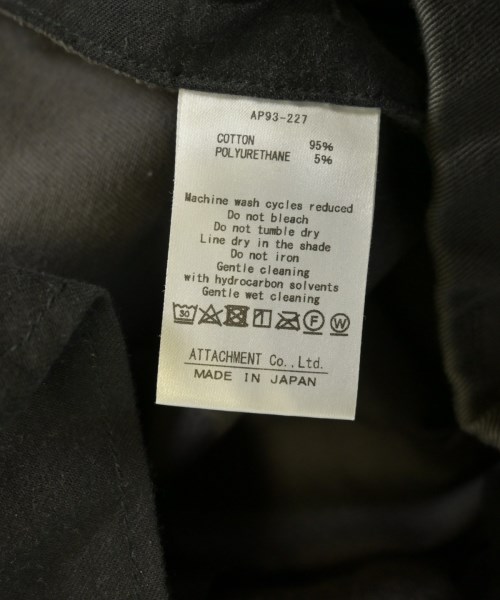 AP93-227
COTTON 95%
POLYURETHANE 5%
Machine wash cycles reduced
Do not bleach
Do not tumble dry
Line dry in the shade
Do not iron
Gentle cleaning
with hydrocarbon solvents
Gentle wet cleaning
30 F W
ATTACHMENT Co.,Ltd.
MADE IN JAPAN